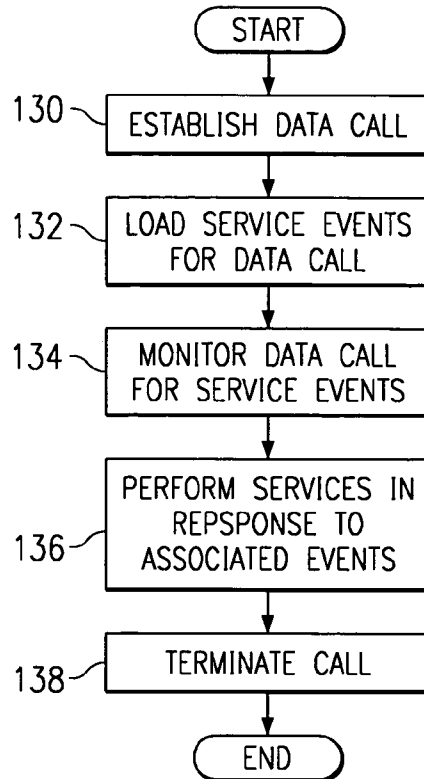 START
130
ESTABLISH DATA CALL
132
LOAD SERVICE EVENTS
FOR DATA CALL
134
MONITOR DATA CALL
FOR SERVICE EVENTS
136
PERFORM SERVICES IN
REPSPONSE TO
ASSOCIATED EVENTS
138
TERMINATE CALL
END